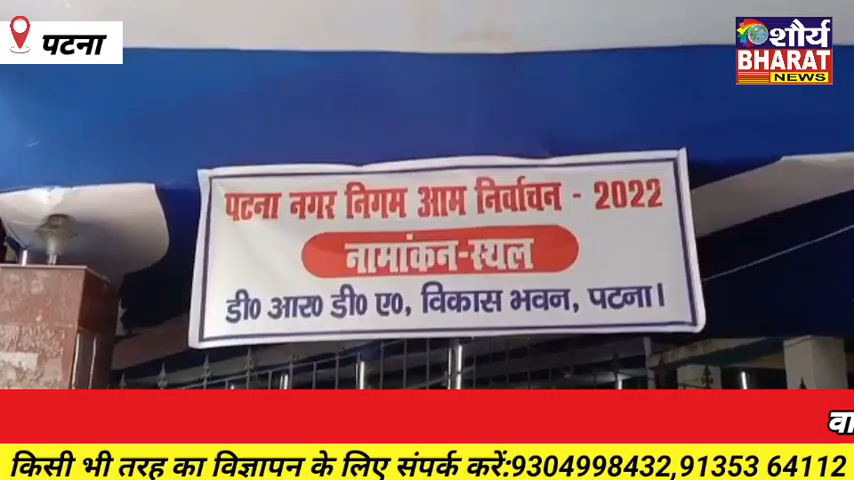 पटना
शौर्य
BHARAT
NEWS
पटना नगर निगम आम निर्वाचन - 2022
नामांकन-स्थल
डी० आर० डी० ए०, विकास भवन, पटना।
वा
किसी भी तरह का विज्ञापन के लिए संपर्क करें:9304998432,91353 64112